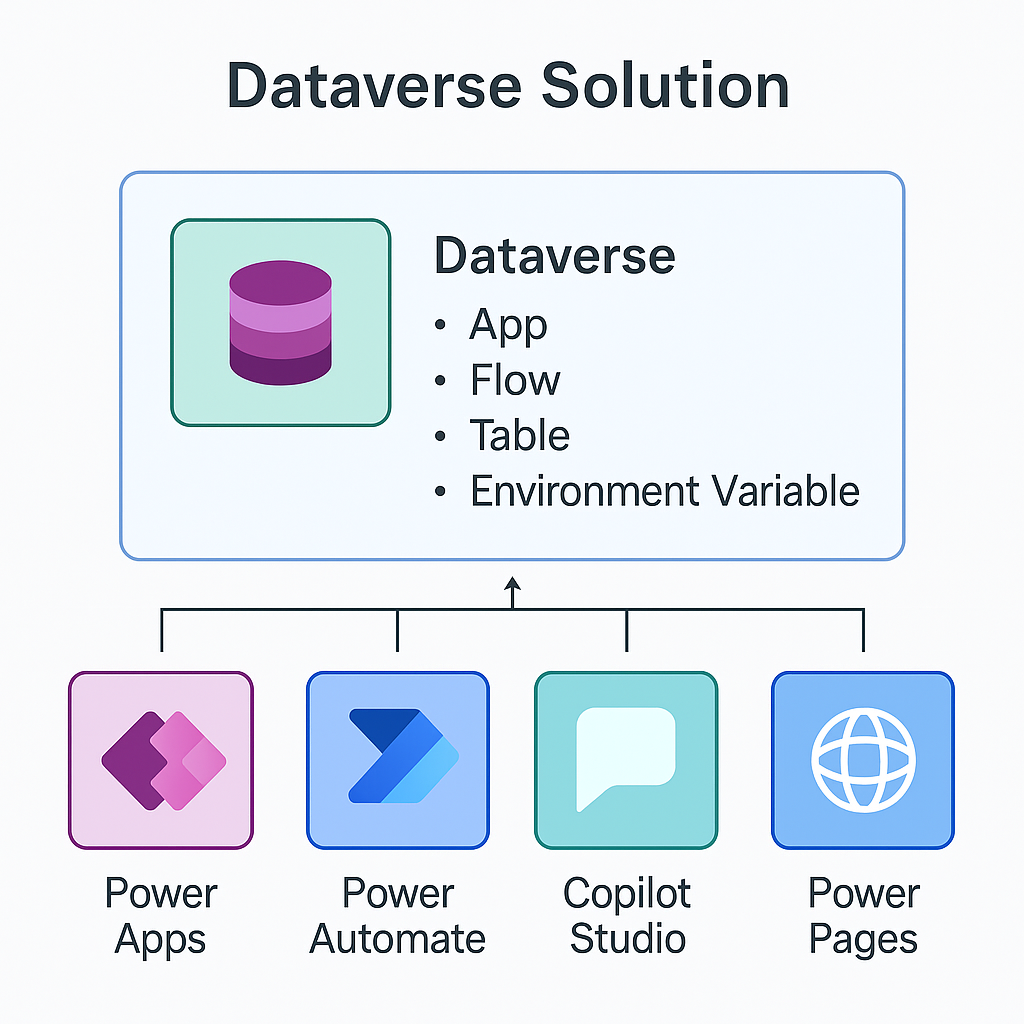 Dataverse Solution
Dataverse
• App
• Flow
• Table
• Environment Variable
Power
Apps
Power
Automate
Copilot
Studio
Power
Pages